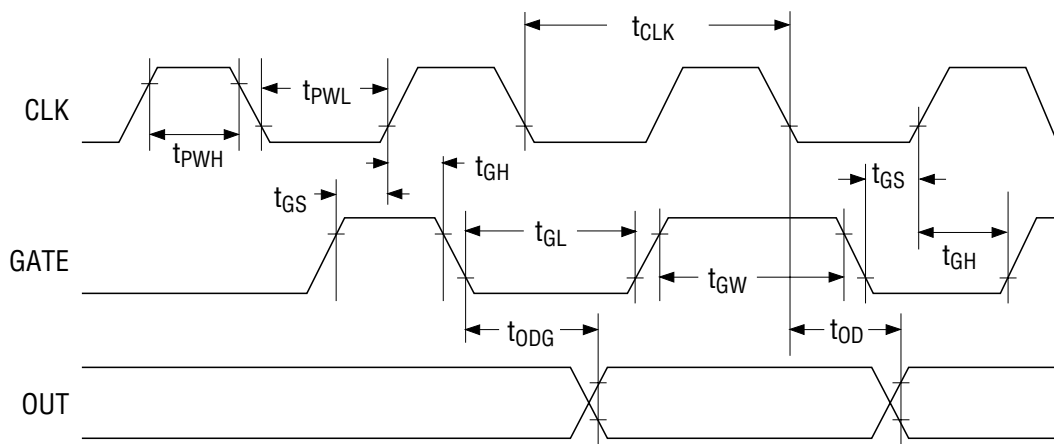 tCLK
CLK
tPWL
tPWH
tGH
tGS
tGS
GATE
tGL
tGW
tGH
tODG
tOD
OUT